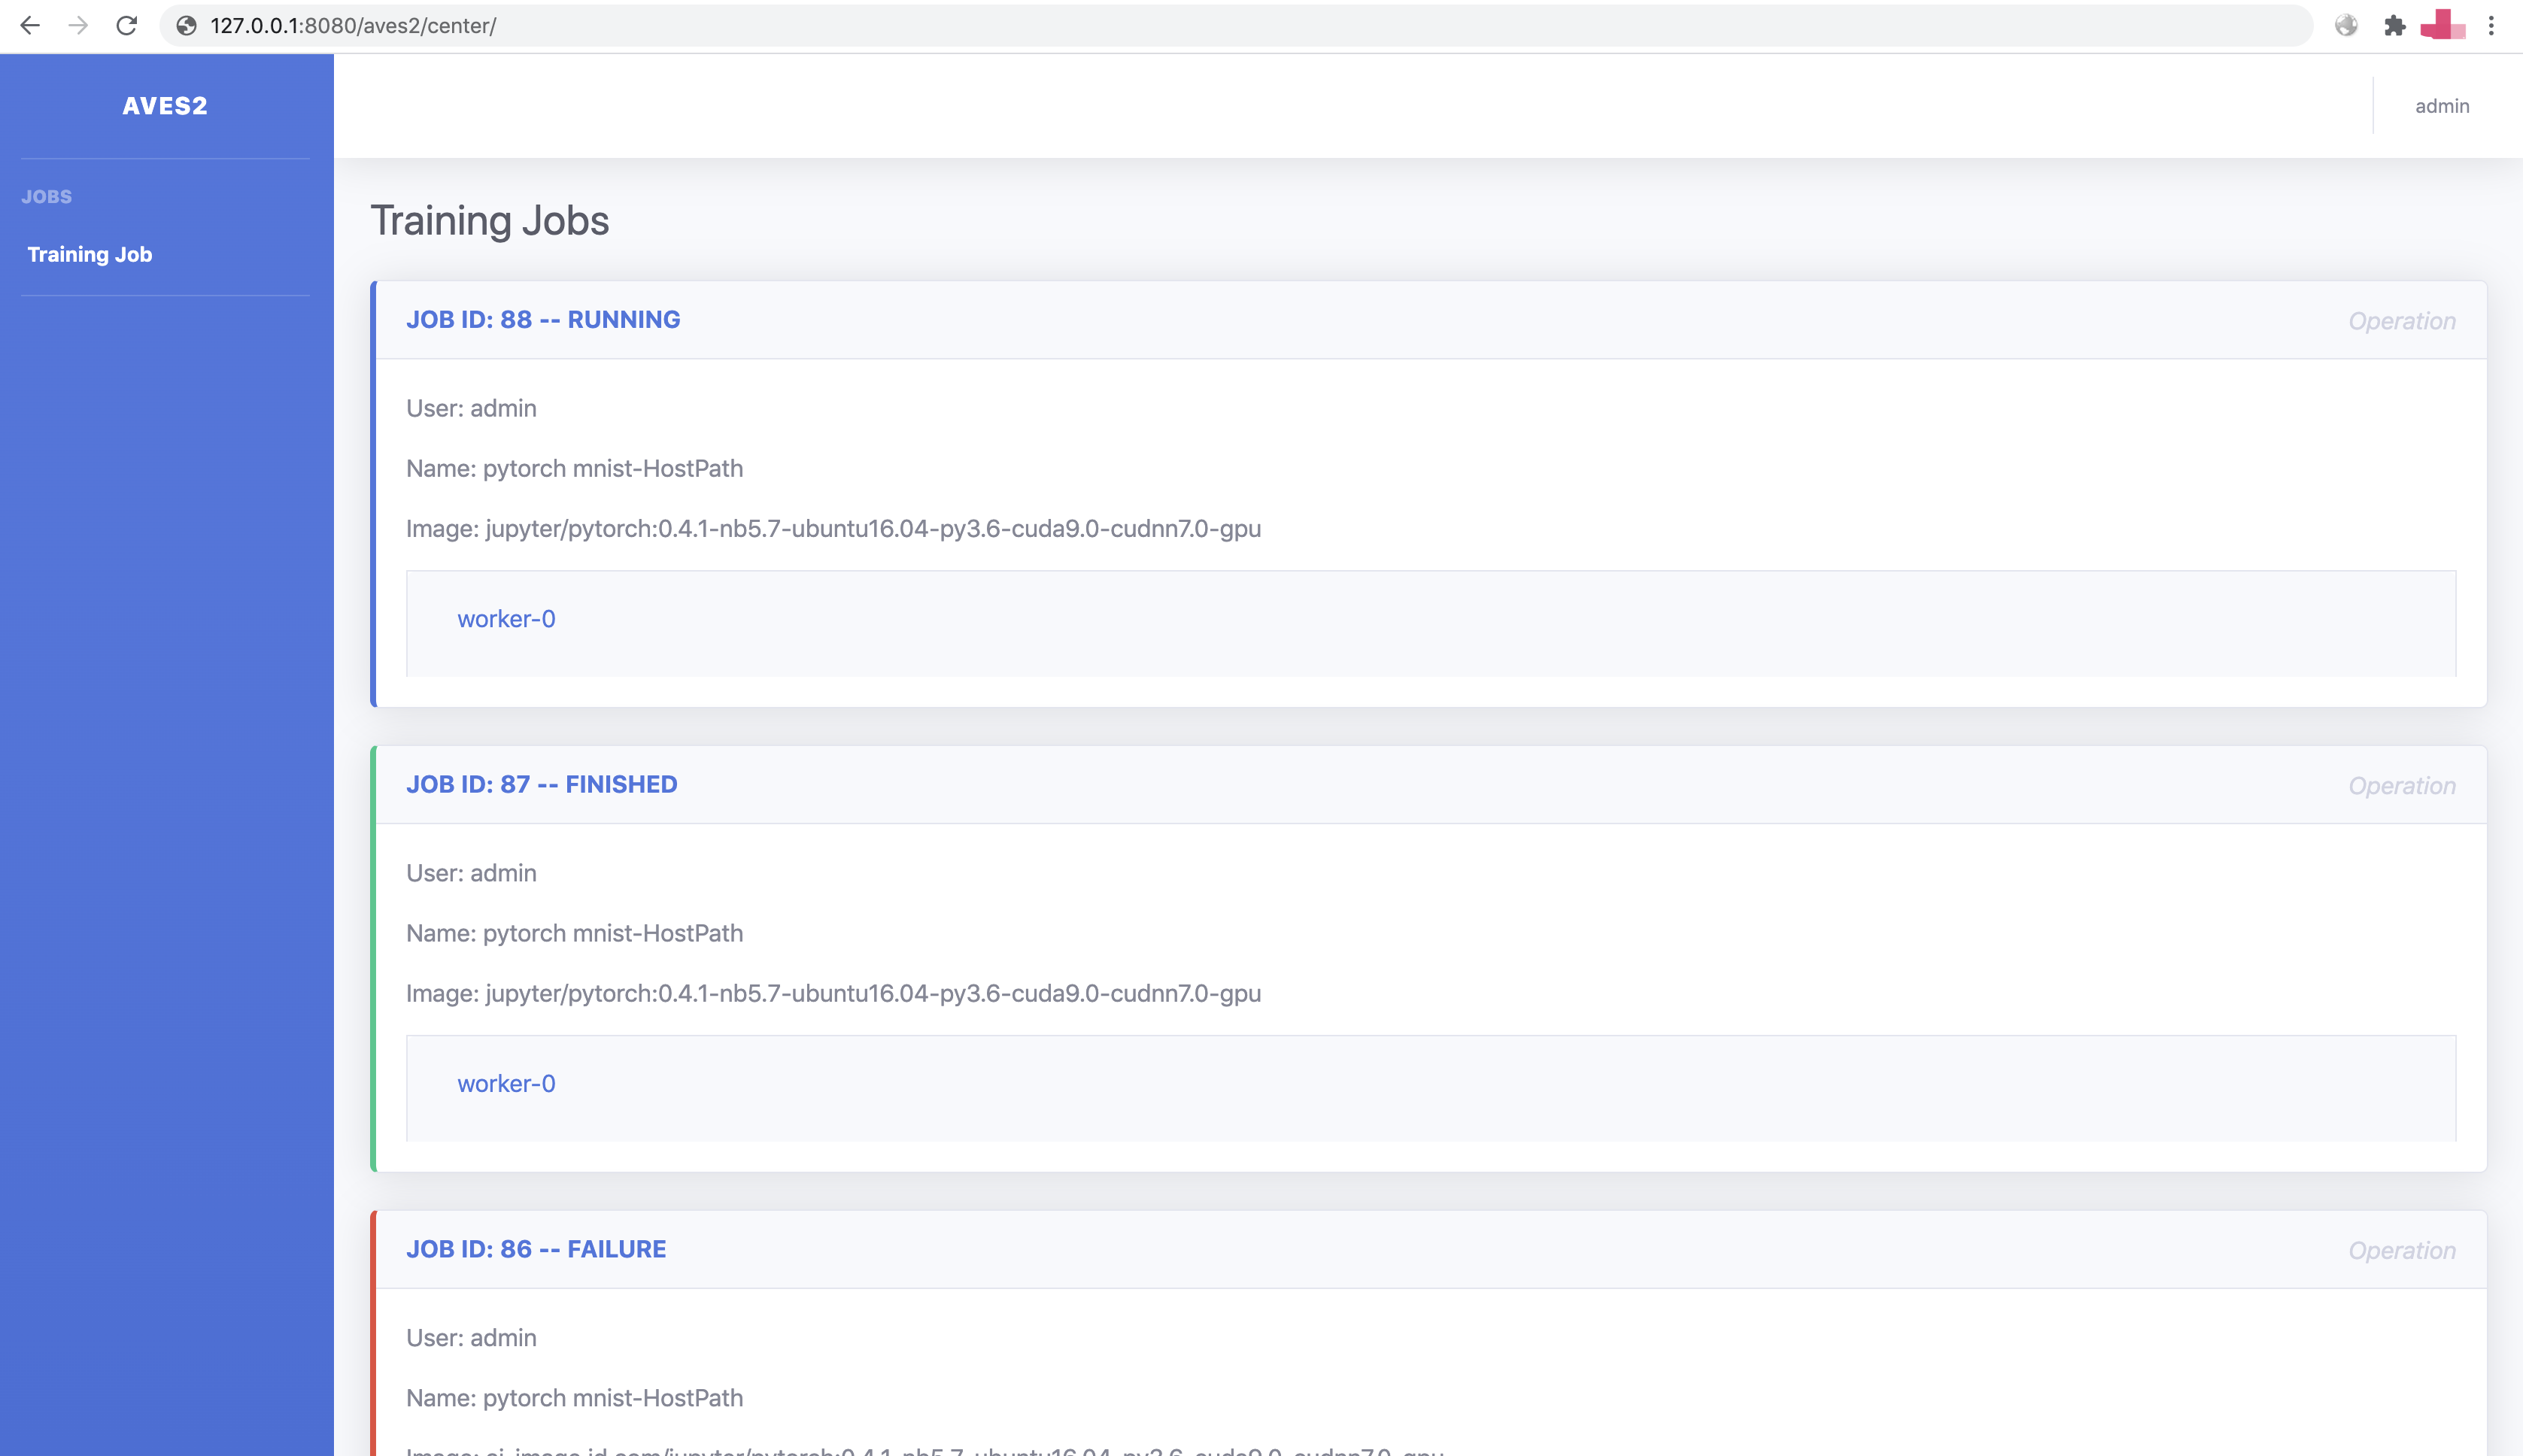 127.0.0.1:8080/aves2/center/
AVES2
admin
JOBS
Training Job
Training Jobs
JOB ID: 88 -- RUNNING
Operation
User: admin
Name: pytorch mnist-HostPath
Image: jupyter/pytorch:0.4.1-nb5.7-ubuntu16.04-py3.6-cuda9.0-cudnn7.0-gpu
worker-0
JOB ID: 87 -- FINISHED
Operation
User: admin
Name: pytorch mnist-HostPath
Image: jupyter/pytorch:0.4.1-nb5.7-ubuntu16.04-py3.6-cuda9.0-cudnn7.0-gpu
worker-0
JOB ID: 86 -- FAILURE
Operation
User: admin
Name: pytorch mnist-HostPath